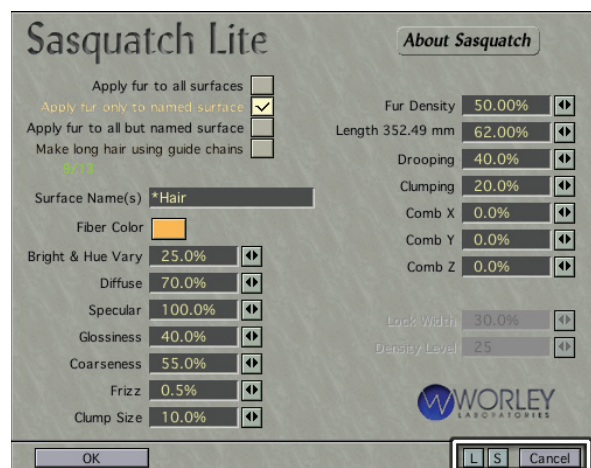 Sasquatch Lite
About Sasquatch
Apply fur to all surfaces
Apply fur only to named surface
Apply fur to all but named surface
Make long hair using guide chains
9/13
Surface Name(s) *Hair
Fiber Color
Bright & Hue Vary 25.0%
Diffuse 70.0%
Specular 100.0%
Glossiness 40.0%
Coarseness 55.0%
Frizz 0.5%
Clump Size 10.0%
Fur Density 50.00%
Length 352.49 mm 62.00%
Drooping 40.0%
Clumping 20.0%
Comb X 0.0%
Comb Y 0.0%
Comb Z 0.0%
Lock Width 30.0%
Density Level 25
WORLEY
LABORATORIES
OK
L S Cancel